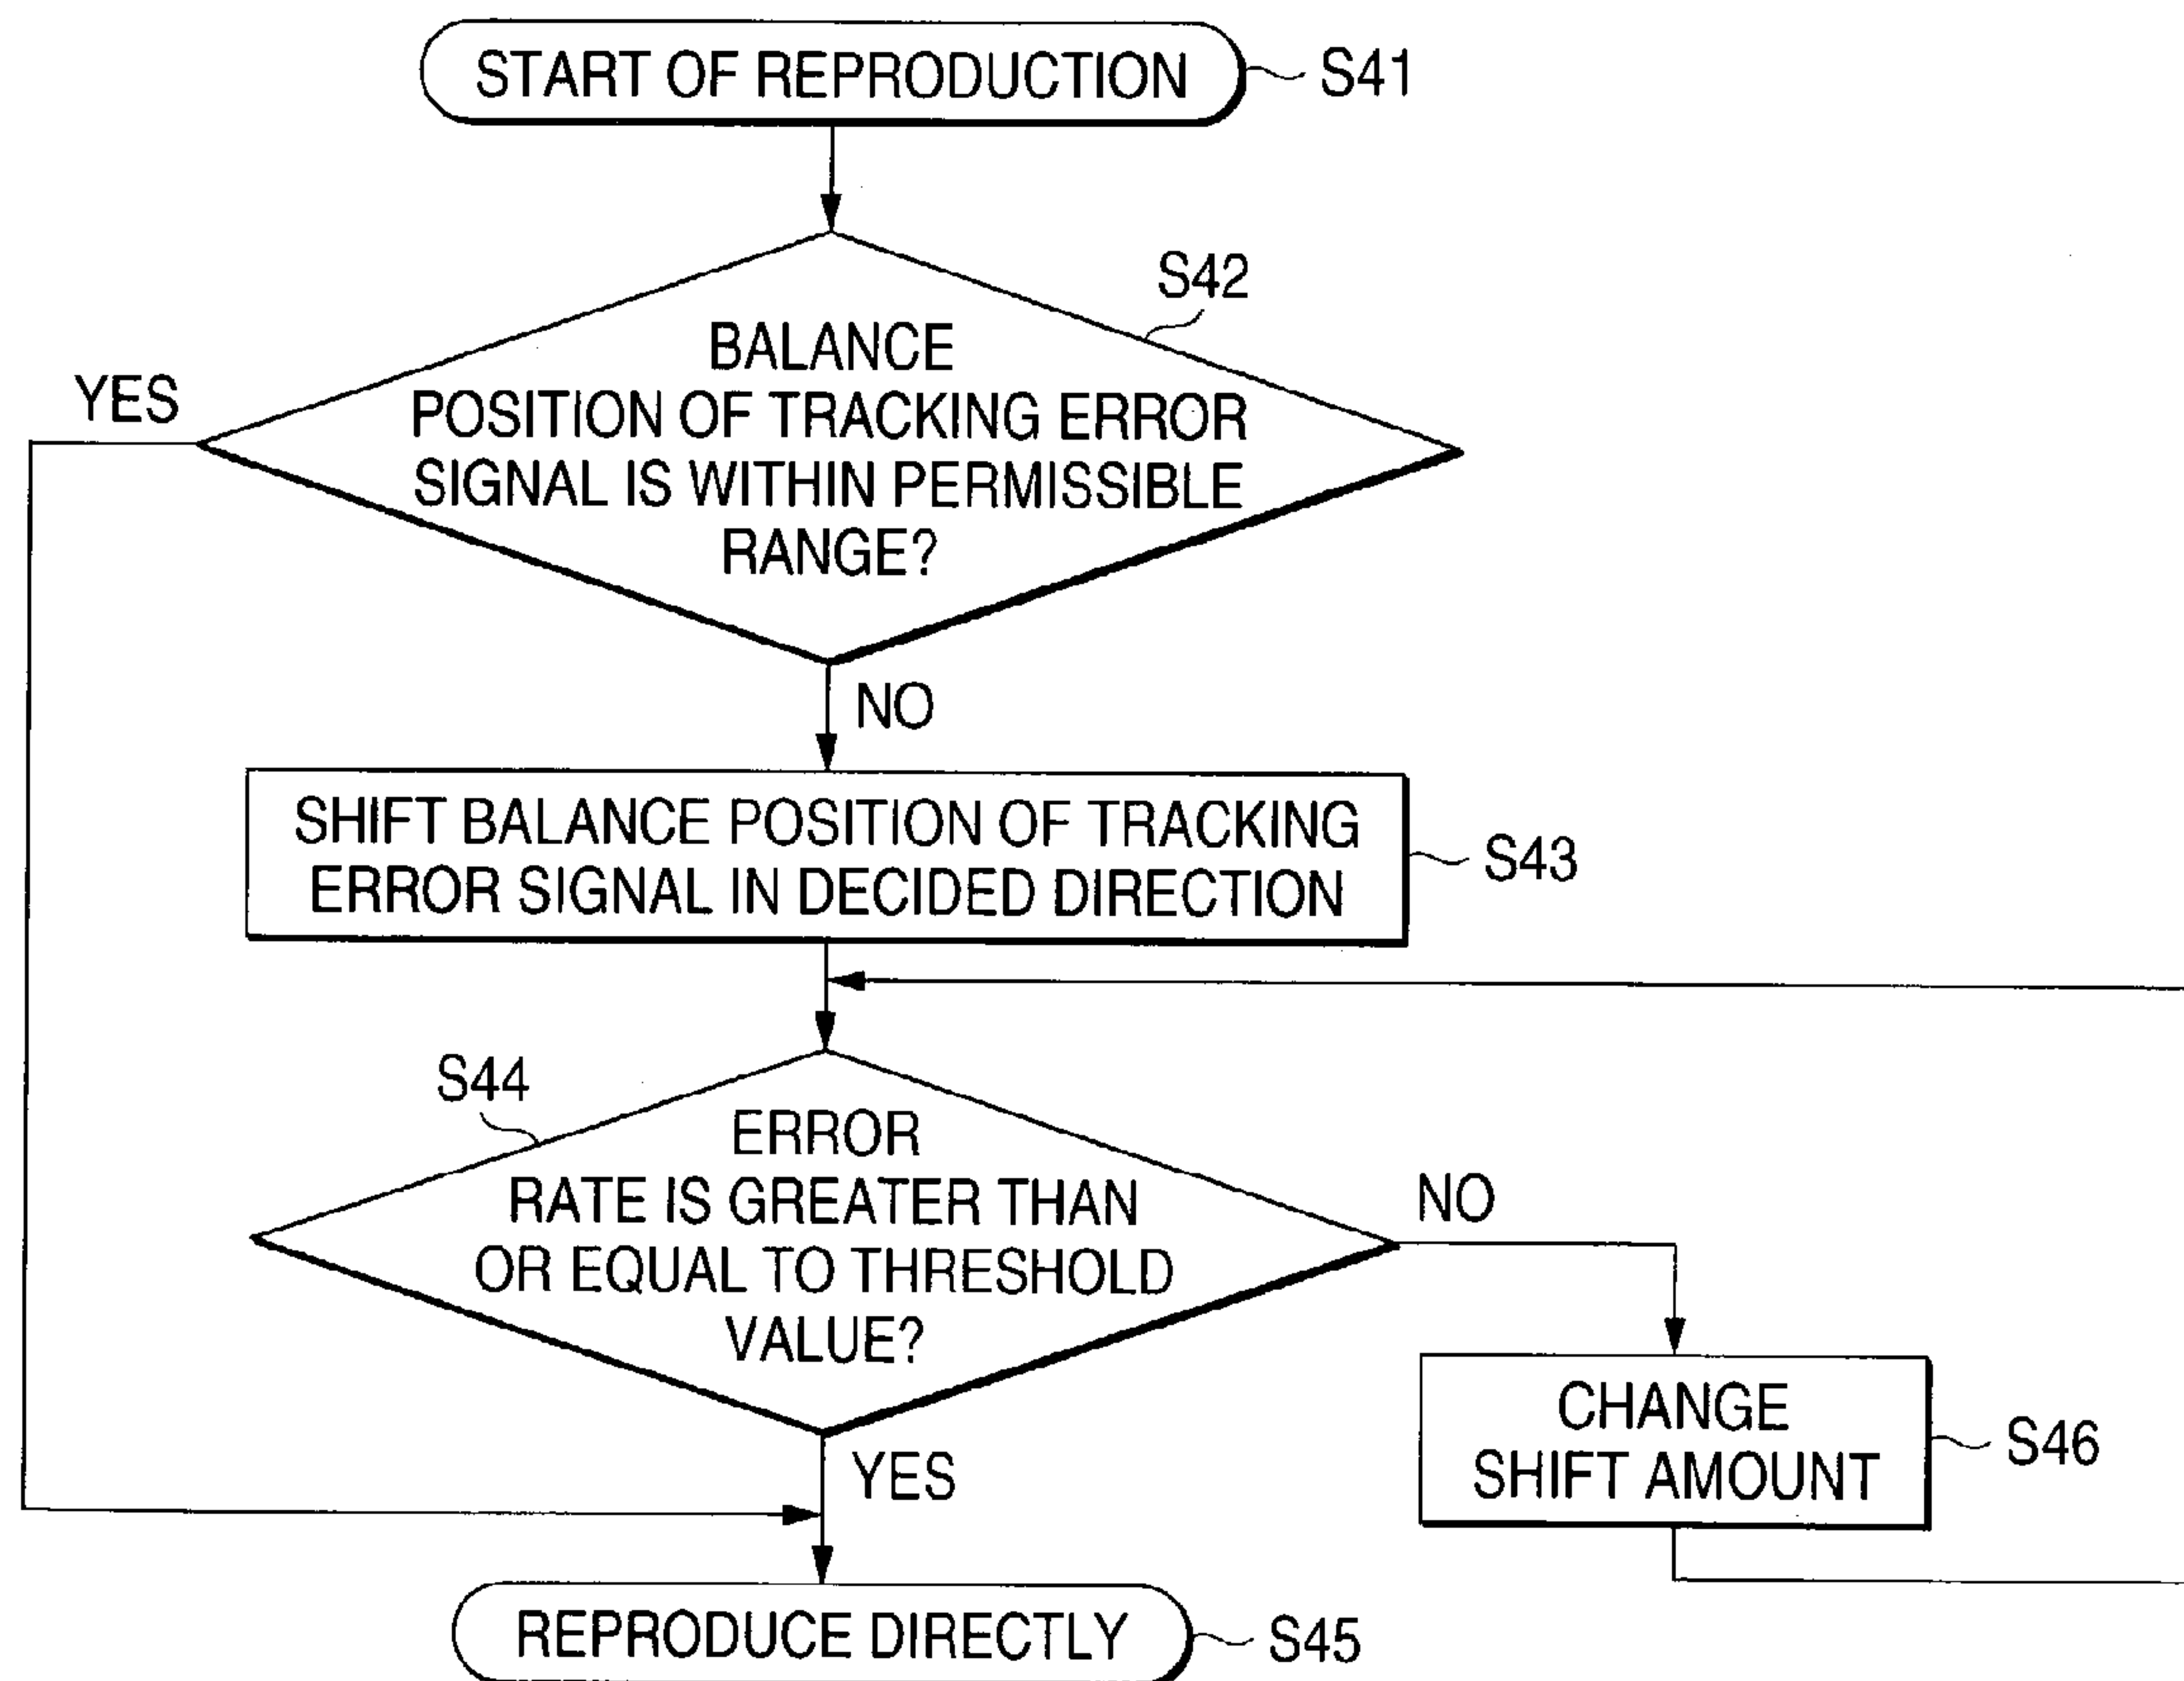 START OF REPRODUCTION
S41
S42
BALANCE
POSITION OF TRACKING ERROR
SIGNAL IS WITHIN PERMISSIBLE
RANGE?
YES
NO
SHIFT BALANCE POSITION OF TRACKING
ERROR SIGNAL IN DECIDED DIRECTION
S43
S44
ERROR
RATE IS GREATER THAN
OR EQUAL TO THRESHOLD
VALUE?
NO
YES
CHANGE
SHIFT AMOUNT
S46
REPRODUCE DIRECTLY
S45